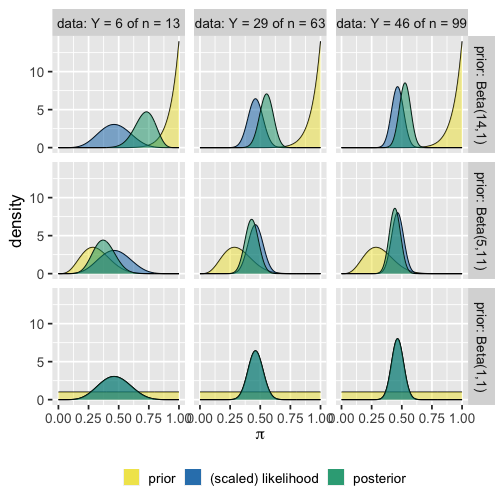 data: Y = 6 of n = 13 data: Y = 29 of n = 63 data: Y = 46 of n = 99
10
5
0
prior: Beta(14,1)
10
5
0
prior: Beta(5,11)
10
5
0
prior: Beta(1,1)
density
0.00 0.25 0.50 0.75 1.00 0.00 0.25 0.50 0.75 1.00 0.00 0.25 0.50 0.75 1.00
π
prior (scaled) likelihood posterior